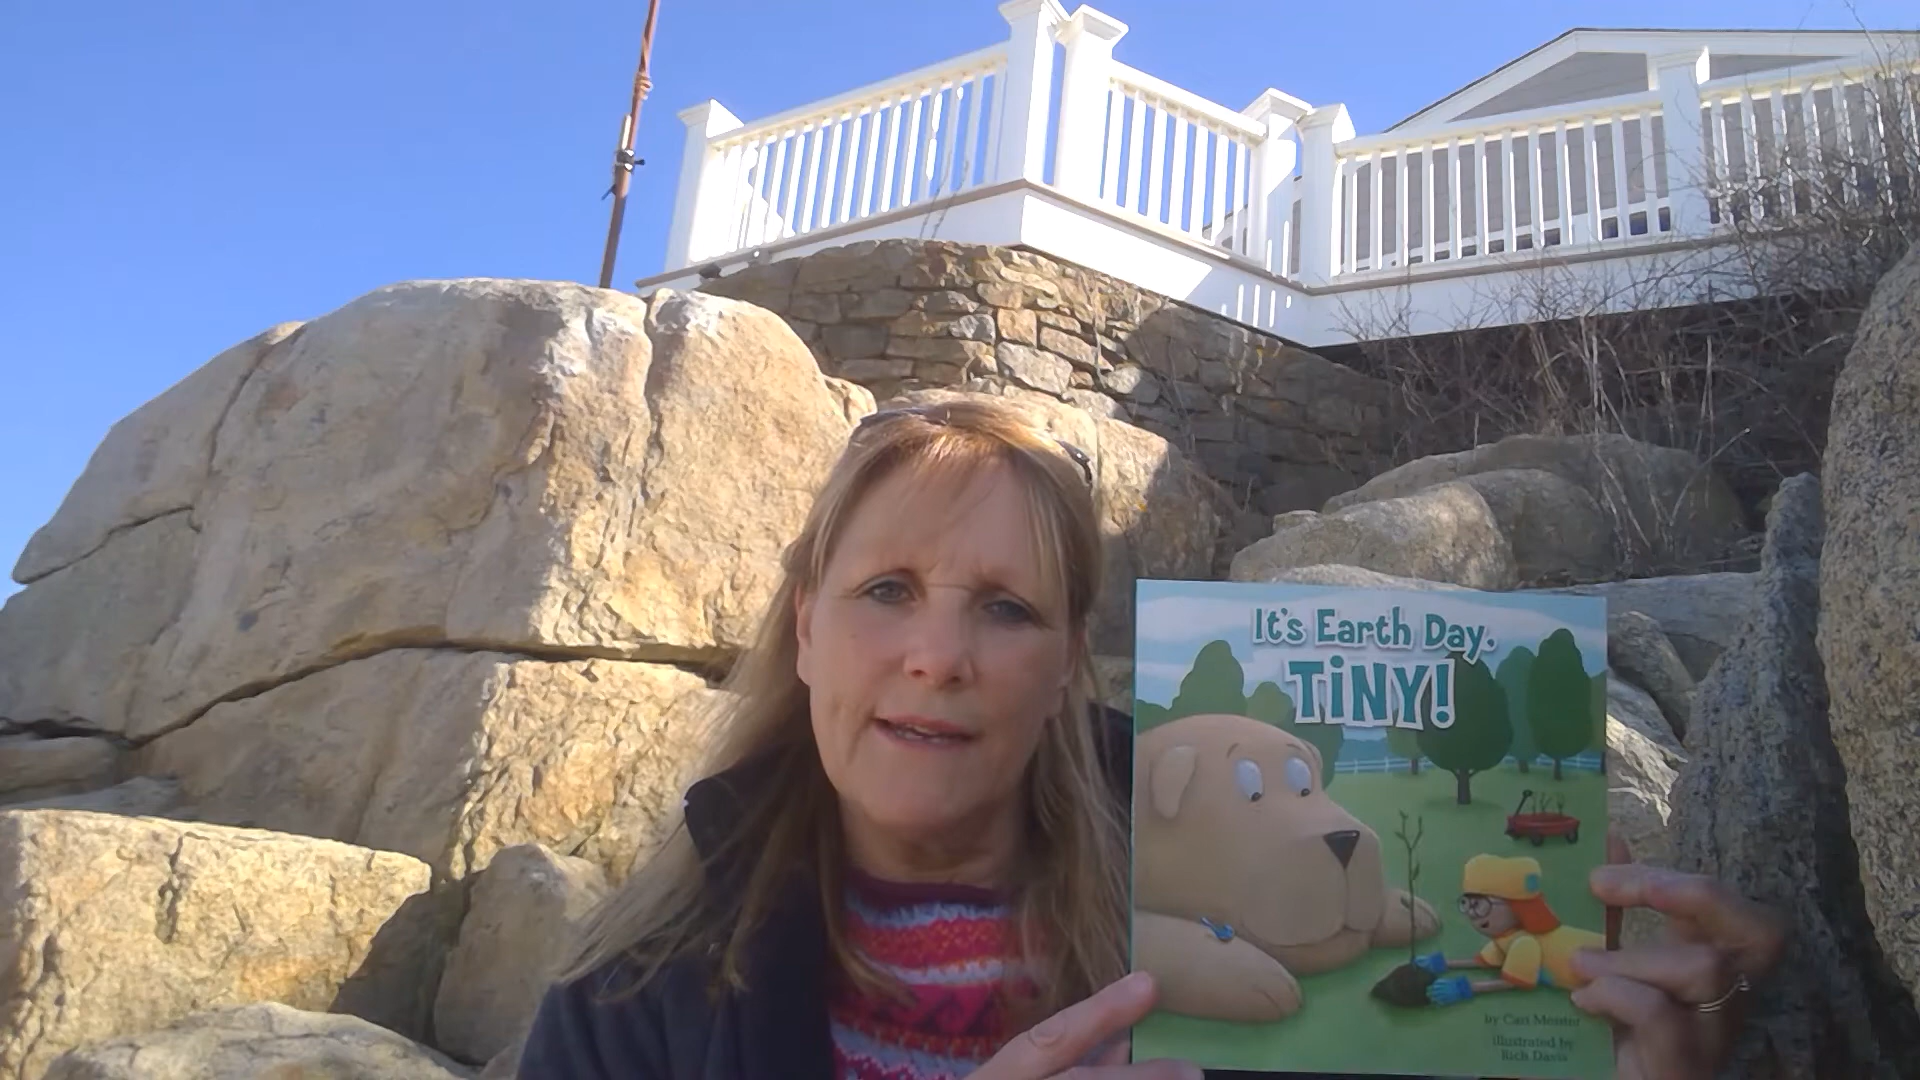 It's Earth Day,
TiNY!
by Cari Meister
illustrated by
Rich Davis